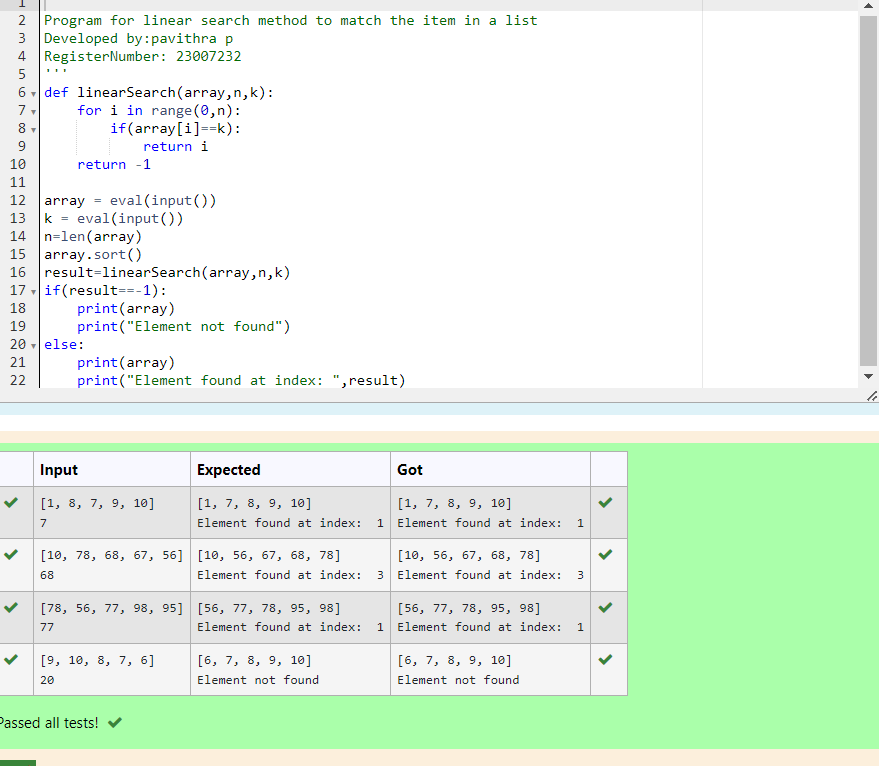 1
2 Program for linear search method to match the item in a list
3 Developed by:pavithra p
4 RegisterNumber: 23007232
5 '''
6 def linearSearch(array,n,k):
7     for i in range(0,n):
8         if(array[i]==k):
9             return i
10     return -1
11
12 array = eval(input())
13 k = eval(input())
14 n=len(array)
15 array.sort()
16 result=linearSearch(array,n,k)
17 if(result==-1):
18     print(array)
19     print("Element not found")
20 else:
21     print(array)
22     print("Element found at index: ",result)
Input Expected Got
[1, 8, 7, 9, 10] [1, 7, 8, 9, 10] [1, 7, 8, 9, 10]
7 Element found at index:  1 Element found at index:  1
[10, 78, 68, 67, 56] [10, 56, 67, 68, 78] [10, 56, 67, 68, 78]
68 Element found at index:  3 Element found at index:  3
[78, 56, 77, 98, 95] [56, 77, 78, 95, 98] [56, 77, 78, 95, 98]
77 Element found at index:  1 Element found at index:  1
[9, 10, 8, 7, 6] [6, 7, 8, 9, 10] [6, 7, 8, 9, 10]
20 Element not found Element not found
Passed all tests!